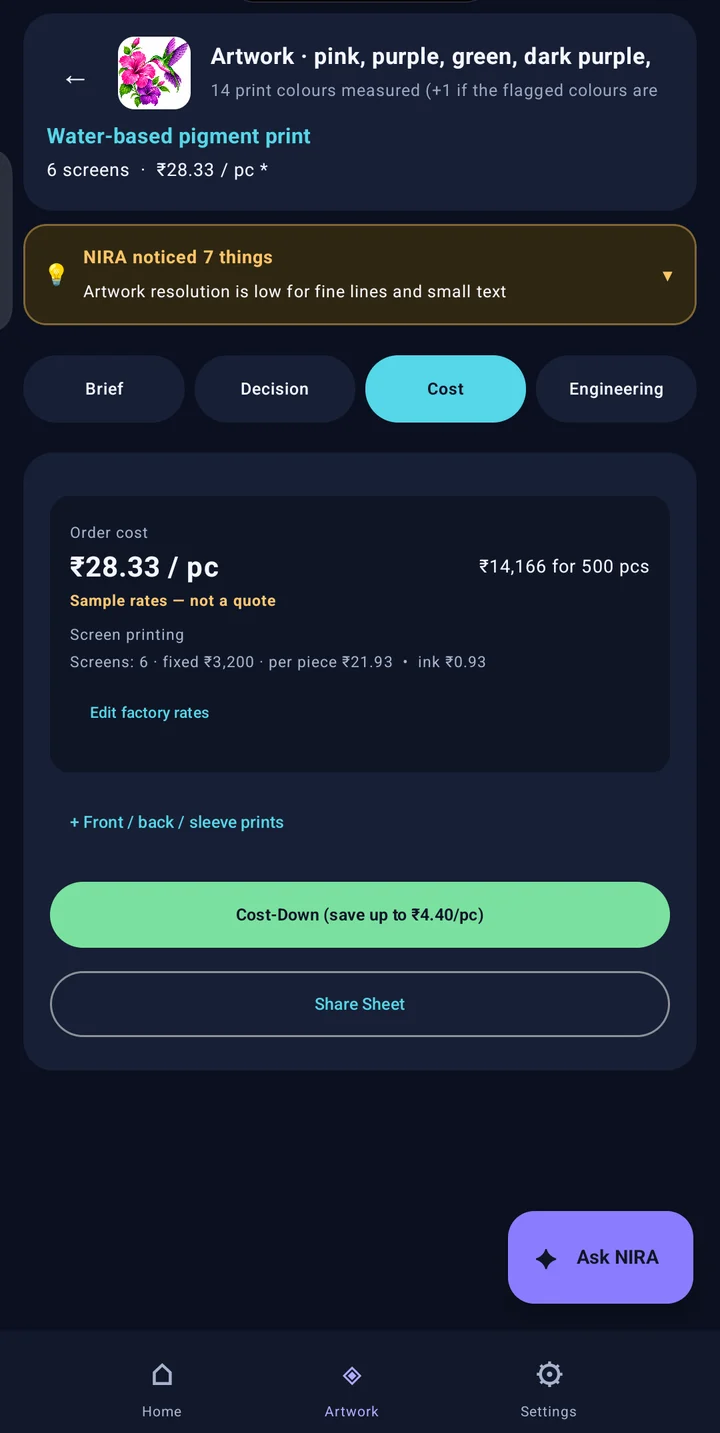 ←
Artwork · pink, purple, green, dark purple,
14 print colours measured (+1 if the flagged colours are
Water-based pigment print
6 screens · ₹28.33 / pc *
NIRA noticed 7 things
Artwork resolution is low for fine lines and small text
▼
Brief
Decision
Cost
Engineering
Order cost
₹28.33 / pc
₹14,166 for 500 pcs
Sample rates — not a quote
Screen printing
Screens: 6 · fixed ₹3,200 · per piece ₹21.93 • ink ₹0.93
Edit factory rates
+ Front / back / sleeve prints
Cost-Down (save up to ₹4.40/pc)
Share Sheet
Ask NIRA
Home
Artwork
Settings